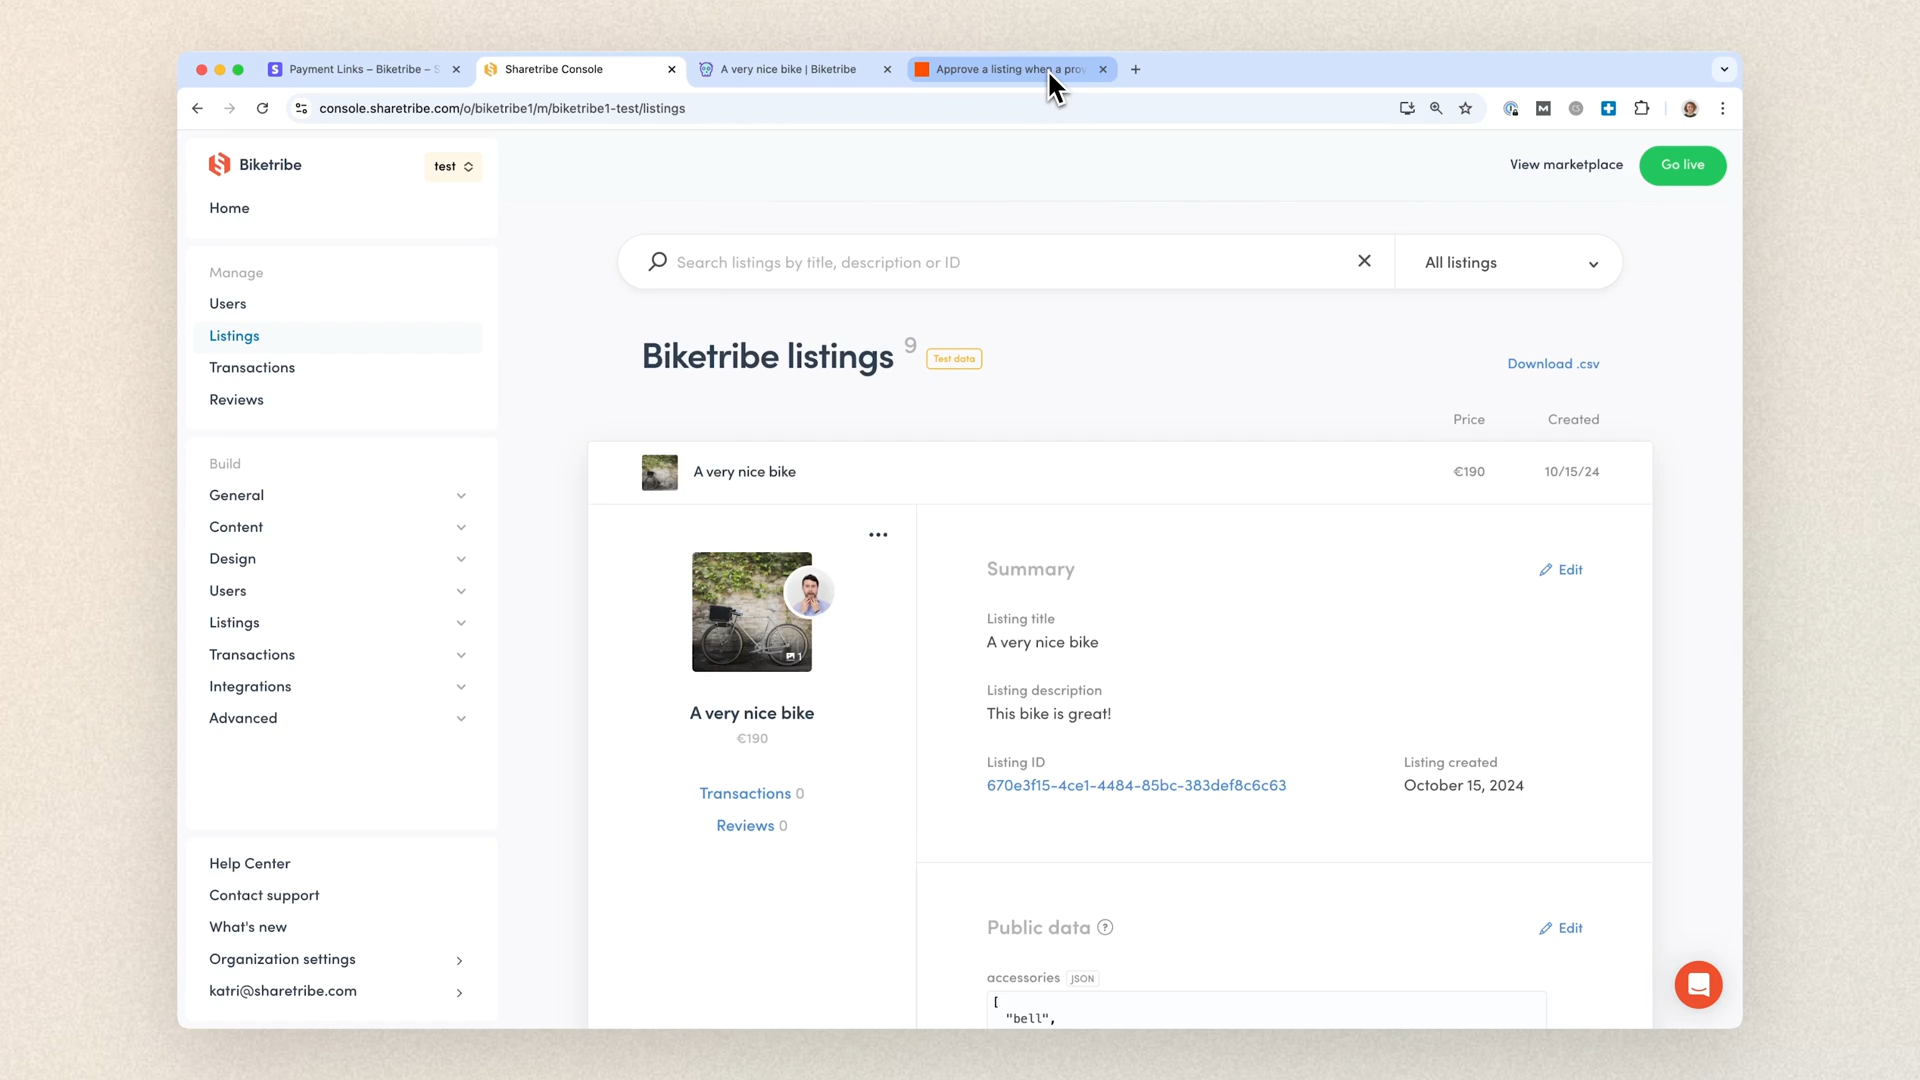 Payment Links – Biketribe – S
Sharetribe Console
A very nice bike | Biketribe
Approve a listing when a prov
console.sharetribe.com/o/biketribe1/m/biketribe1-test/listings
Biketribe
test
View marketplace
Go live
Home
Manage
Users
Listings
Transactions
Reviews
Build
General
Content
Design
Users
Listings
Transactions
Integrations
Advanced
Help Center
Contact support
What's new
Organization settings
katri@sharetribe.com
Search listings by title, description or ID
All listings
Biketribe listings 9
Test data
Download .csv
Price Created
A very nice bike €190 10/15/24
1
A very nice bike
€190
Transactions 0
Reviews 0
Summary
Edit
Listing title
A very nice bike
Listing description
This bike is great!
Listing ID
670e3f15-4ce1-4484-85bc-383def8c6c63
Listing created
October 15, 2024
Public data ?
Edit
accessories JSON
[
"bell",